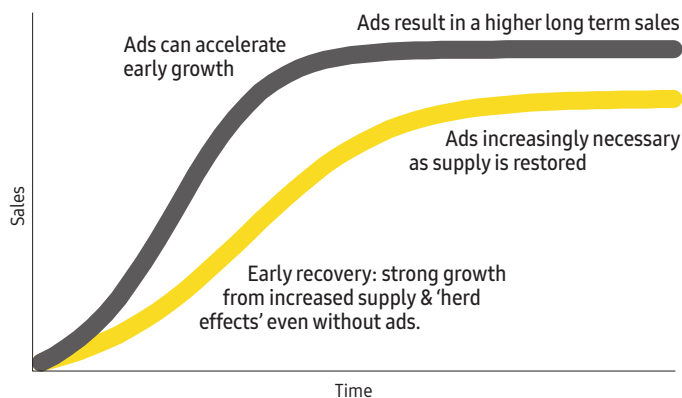 Ads result in a higher long term sales
Ads can accelerate
early growth
Ads increasingly necessary
as supply is restored
Sales
Early recovery: strong growth
from increased supply & ‘herd
effects’ even without ads.
Time